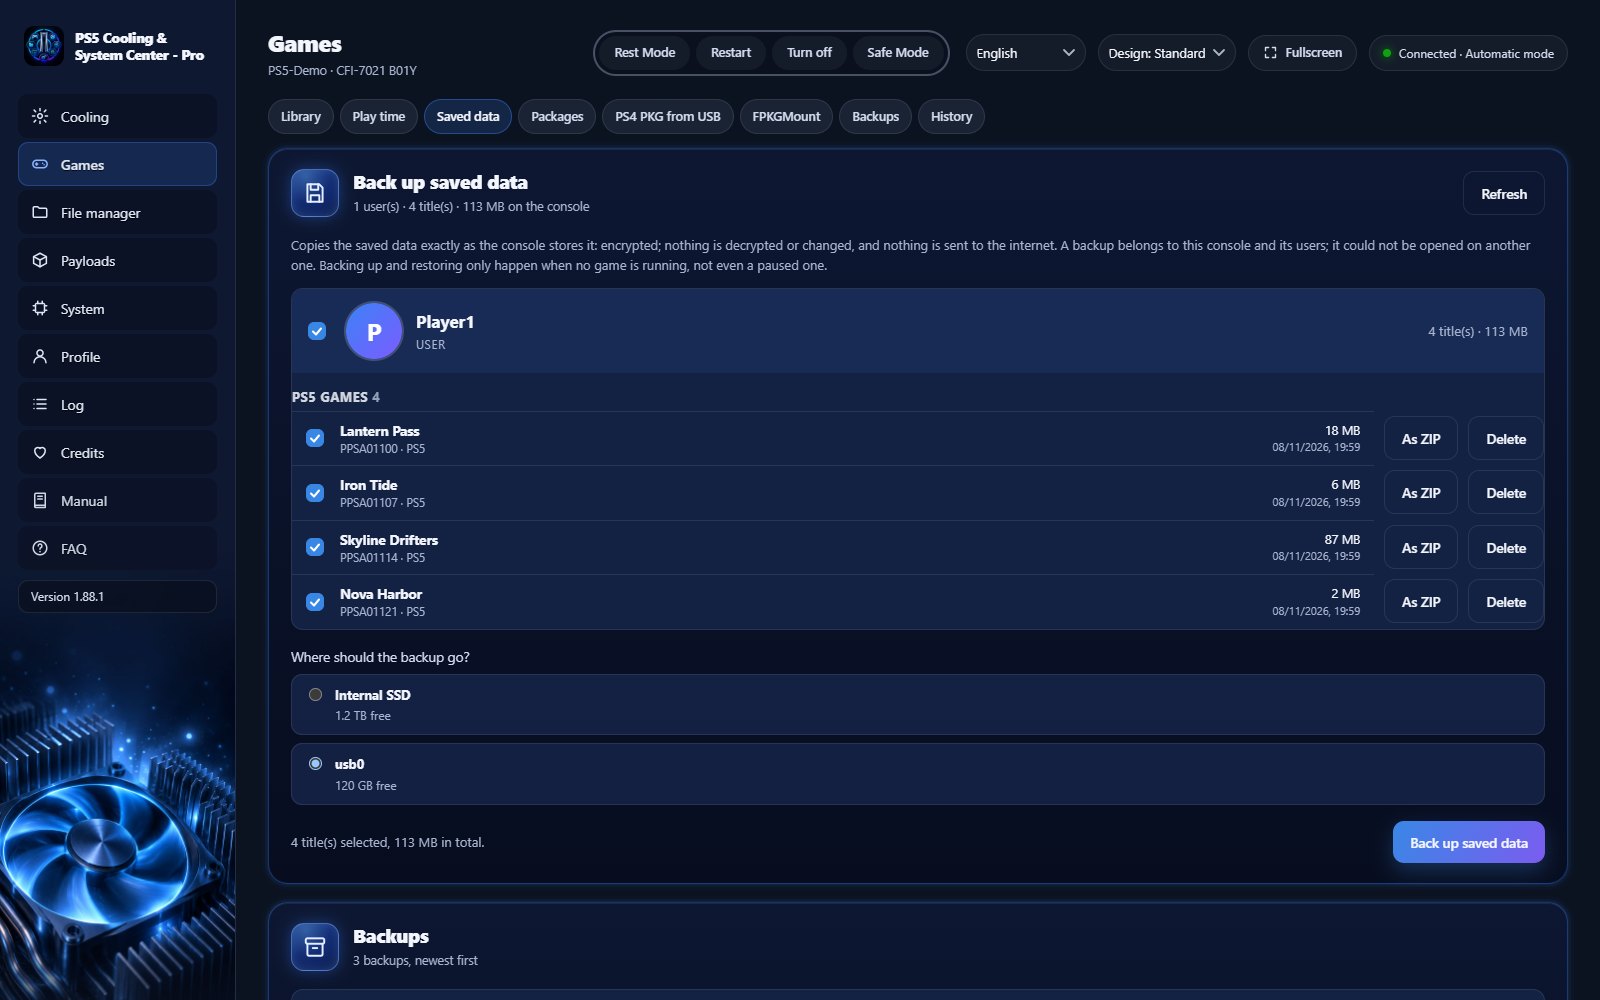 PS5 Cooling &
System Center - Pro
Cooling
Games
File manager
Payloads
System
Profile
Log
Credits
Manual
FAQ
Version 1.88.1
Games
PS5-Demo · CFI-7021 B01Y
Rest Mode
Restart
Turn off
Safe Mode
English
Design: Standard
Fullscreen
Connected · Automatic mode
Library
Play time
Saved data
Packages
PS4 PKG from USB
FPKGMount
Backups
History
Back up saved data
1 user(s) · 4 title(s) · 113 MB on the console
Refresh
Copies the saved data exactly as the console stores it: encrypted; nothing is decrypted or changed, and nothing is sent to the internet. A backup belongs to this console and its users; it could not be opened on another
one. Backing up and restoring only happen when no game is running, not even a paused one.
P
Player1
USER
4 title(s) · 113 MB
PS5 GAMES 4
Lantern Pass
PPSA01100 · PS5
18 MB
08/11/2026, 19:59
As ZIP
Delete
Iron Tide
PPSA01107 · PS5
6 MB
08/11/2026, 19:59
As ZIP
Delete
Skyline Drifters
PPSA01114 · PS5
87 MB
08/11/2026, 19:59
As ZIP
Delete
Nova Harbor
PPSA01121 · PS5
2 MB
08/11/2026, 19:59
As ZIP
Delete
Where should the backup go?
Internal SSD
1.2 TB free
usb0
120 GB free
4 title(s) selected, 113 MB in total.
Back up saved data
Backups
3 backups, newest first